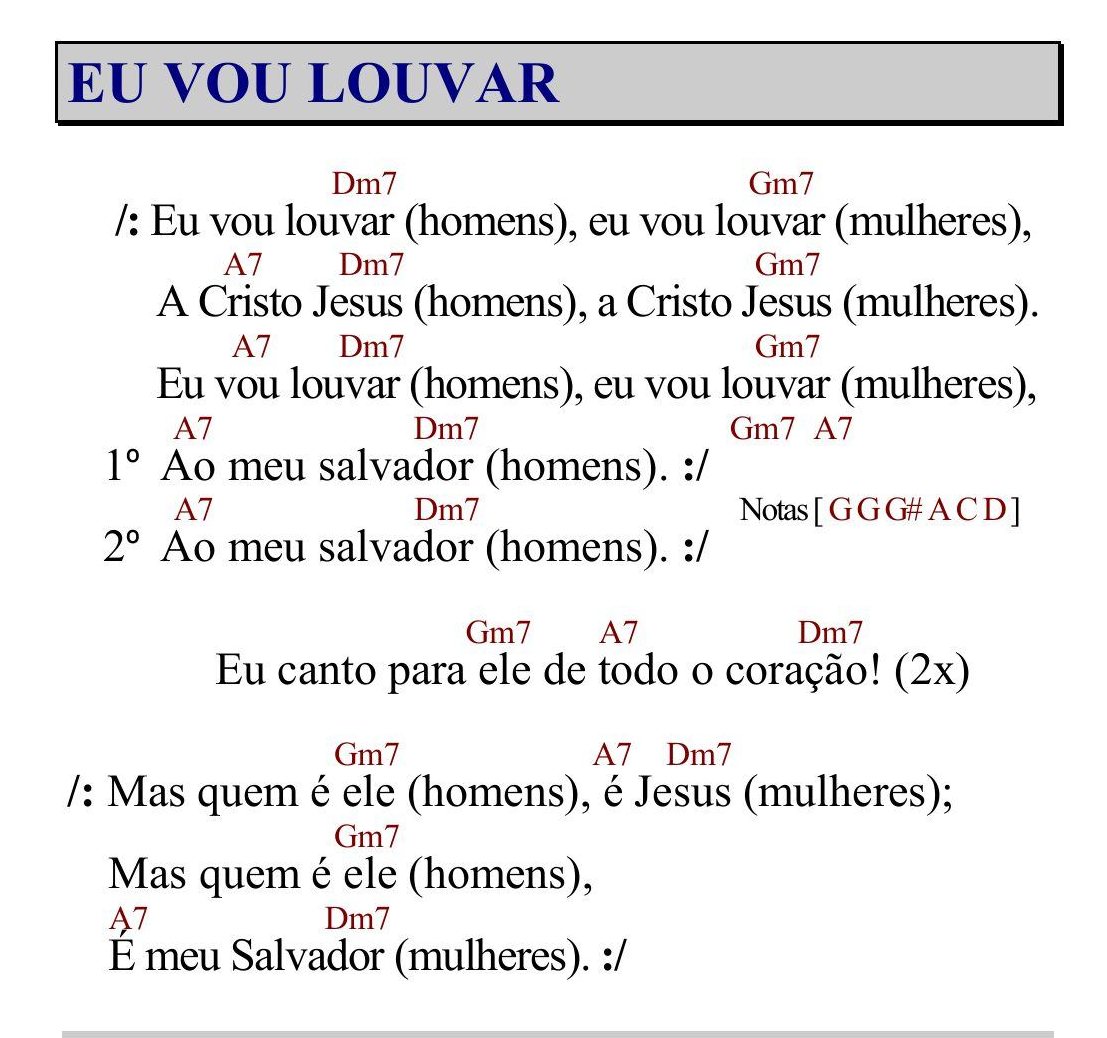 EU VOU LOUVAR
Dm7 Gm7
/: Eu vou louvar (homens), eu vou louvar (mulheres),
A7 Dm7 Gm7
A Cristo Jesus (homens), a Cristo Jesus (mulheres).
A7 Dm7 Gm7
Eu vou louvar (homens), eu vou louvar (mulheres),
A7 Dm7 Gm7 A7
1º Ao meu salvador (homens). :/
A7 Dm7 Notas [ G G G# A C D ]
2º Ao meu salvador (homens). :/
Gm7 A7 Dm7
Eu canto para ele de todo o coração! (2x)
Gm7 A7 Dm7
/: Mas quem é ele (homens), é Jesus (mulheres);
Gm7
Mas quem é ele (homens),
A7 Dm7
É meu Salvador (mulheres). :/